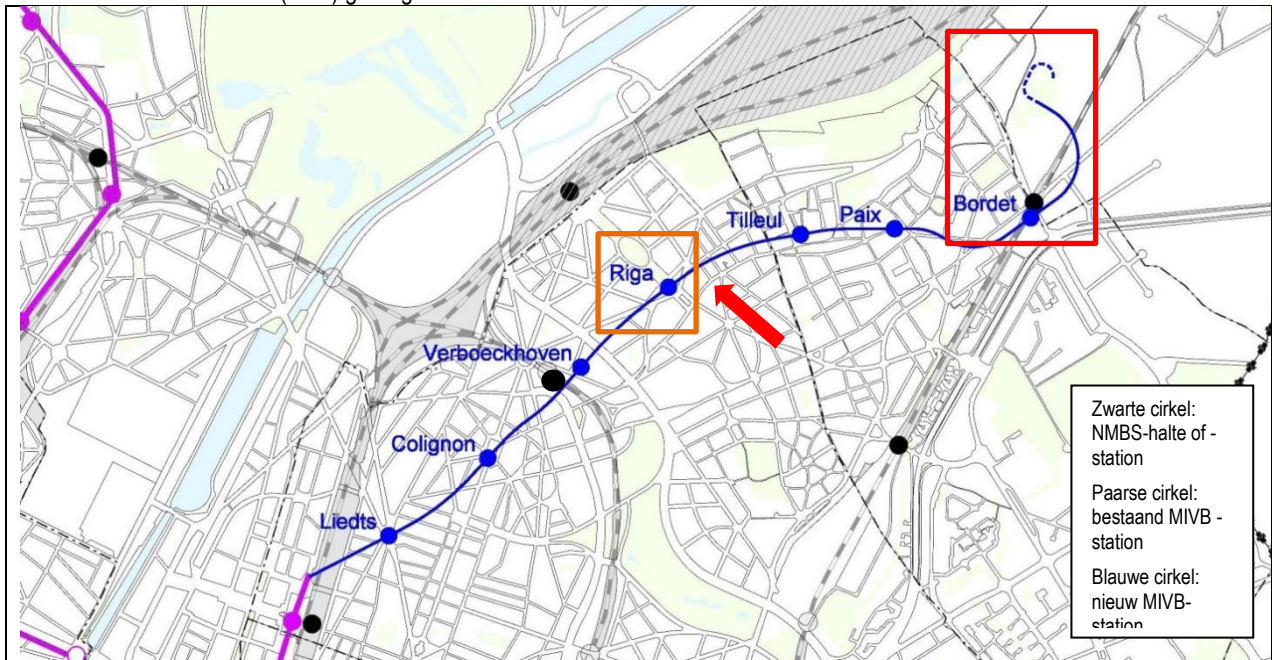 Bordet
Tilleul
Paix
Riga
Verboeckhoven
Colignon
Liedts
Zwarte cirkel:
NMBS-halte of -
station
Paarse cirkel:
bestaand MIVB -
station
Blauwe cirkel:
nieuw MIVB-
station